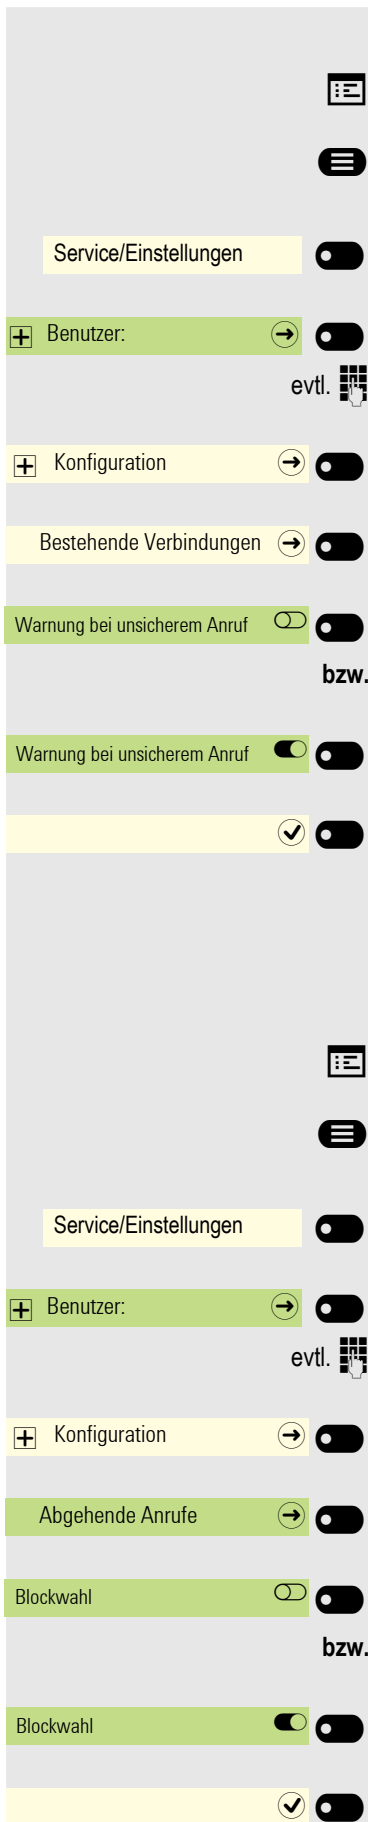 Service/Einstellungen
Benutzer:
evtl.
Konfiguration
Bestehende Verbindungen
Warnung bei unsicherem Anruf
bzw.
Warnung bei unsicherem Anruf
Service/Einstellungen
Benutzer:
evtl.
Konfiguration
Abgehende Anrufe
Blockwahl
bzw.
Blockwahl